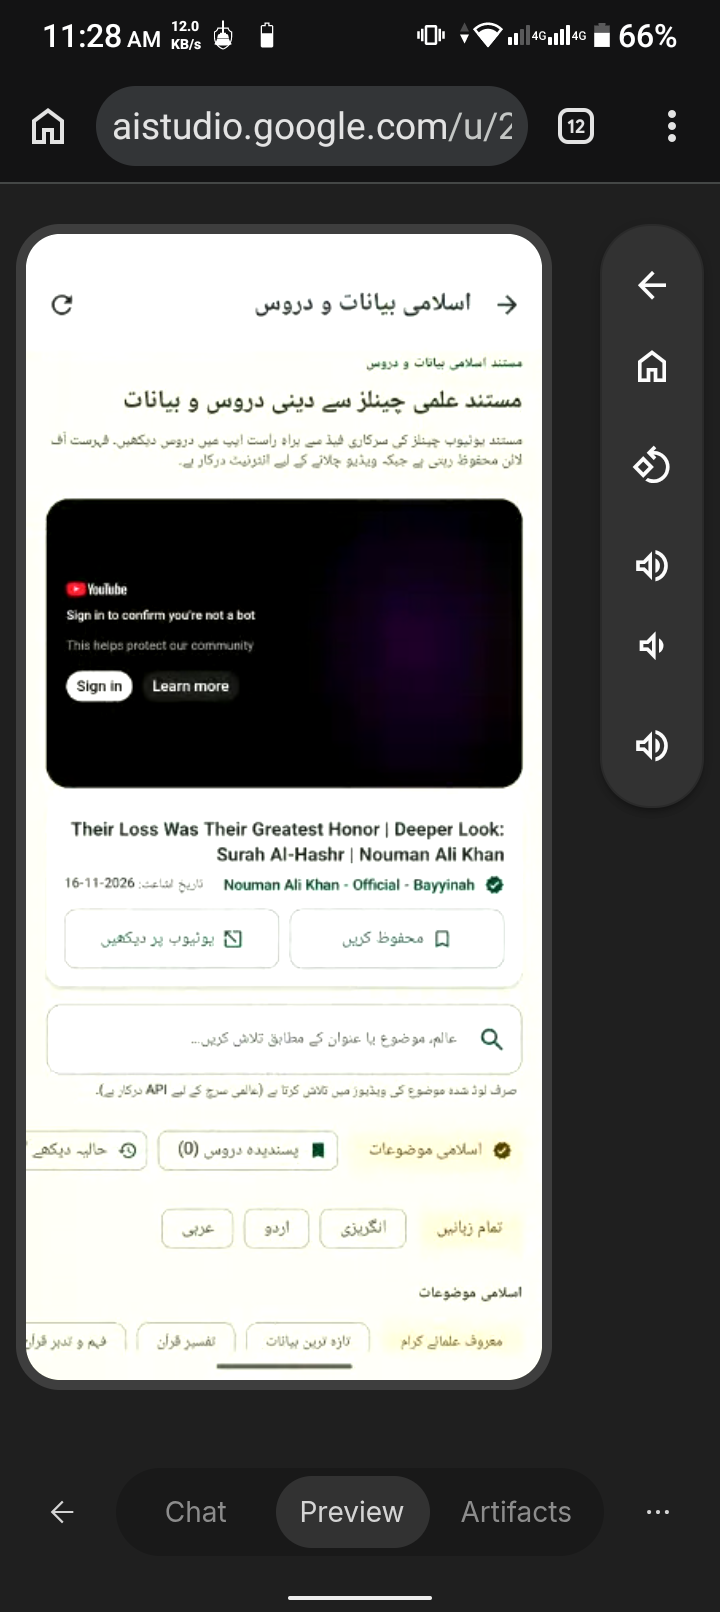 11:28 AM 12.0 KB/s 4G 4G 66%
aistudio.google.com/u/2
12
اسلامی بیانات و دروس
مستند اسلامی بیانات و دروس
مستند علمی چینلز سے دینی دروس و بیانات
مستند یوٹیوب چینلز کی سرکاری فیڈ سے براہ راست ایپ میں دروس دیکھیں۔ فہرست آف
لائن محفوظ رہتی ہے جبکہ ویڈیو چلانے کے لیے انٹرنیٹ درکار ہے۔
YouTube
Sign in to confirm you're not a bot
This helps protect our community
Sign in Learn more
Their Loss Was Their Greatest Honor | Deeper Look:
Surah Al-Hashr | Nouman Ali Khan
Nouman Ali Khan - Official - Bayyinah تاریخ اشاعت: 16-11-2026
محفوظ کریں یوٹیوب پر دیکھیں
عالم، موضوع یا عنوان کے مطابق تلاش کریں...
صرف لوڈ شدہ موضوع کی ویڈیوز میں تلاش کرتا ہے (عالمی سرچ کے لیے API درکار ہے)۔
اسلامی موضوعات پسندیدہ دروس (0) حالیہ دیکھے
تمام زبانیں انگریزی اردو عربی
اسلامی موضوعات
معروف علمائے کرام تازہ ترین بیانات تفسیر قرآن فہم و تدبر قرآن
Chat Preview Artifacts